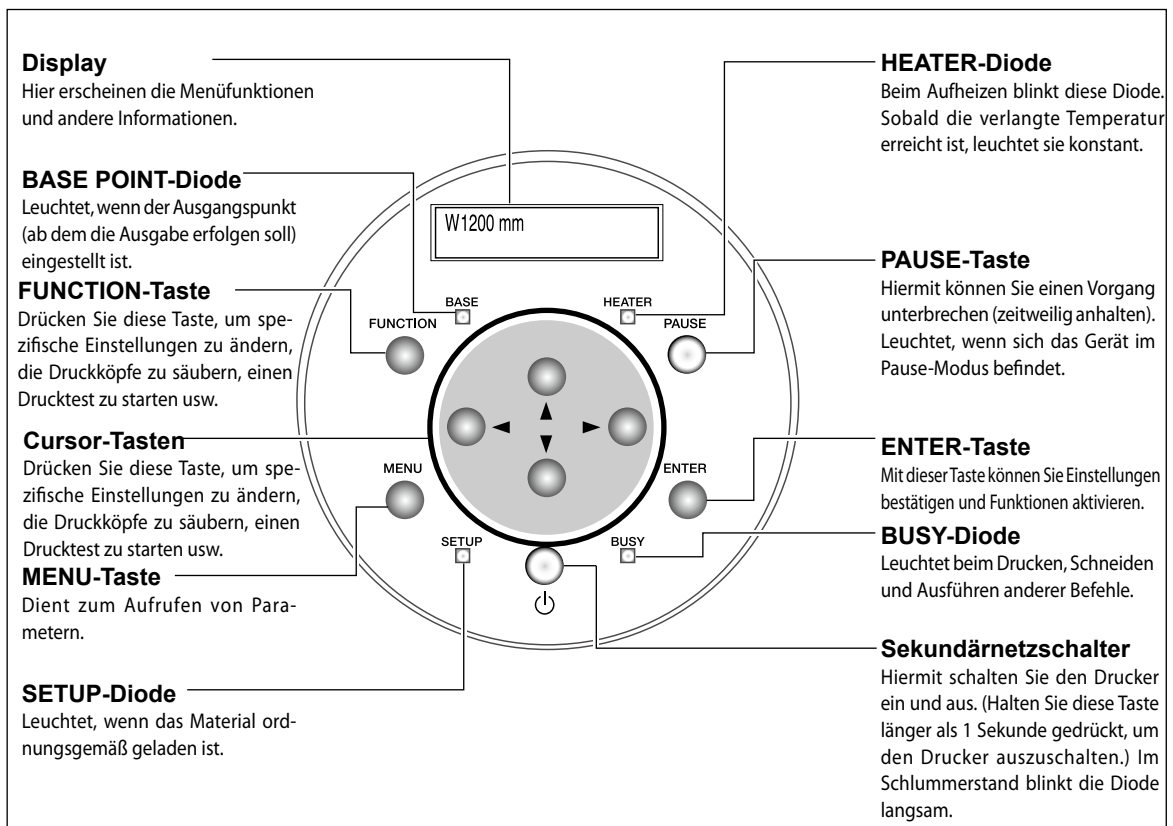 Display
Hier erscheinen die Menüfunktionen
und andere Informationen.
BASE POINT-Diode
Leuchtet, wenn der Ausgangspunkt
(ab dem die Ausgabe erfolgen soll)
eingestellt ist.
FUNCTION-Taste
Drücken Sie diese Taste, um spe-
zifische Einstellungen zu ändern,
die Druckköpfe zu säubern, einen
Drucktest zu starten usw.
Cursor-Tasten
Drücken Sie diese Taste, um spe-
zifische Einstellungen zu ändern,
die Druckköpfe zu säubern, einen
Drucktest zu starten usw.
MENU-Taste
Dient zum Aufrufen von Para-
metern.
SETUP-Diode
Leuchtet, wenn das Material ord-
nungsgemäß geladen ist.
W1200 mm
BASE
HEATER
FUNCTION
PAUSE
MENU
ENTER
SETUP
BUSY
HEATER-Diode
Beim Aufheizen blinkt diese Diode.
Sobald die verlangte Temperatur
erreicht ist, leuchtet sie konstant.
PAUSE-Taste
Hiermit können Sie einen Vorgang
unterbrechen (zeitweilig anhalten).
Leuchtet, wenn sich das Gerät im
Pause-Modus befindet.
ENTER-Taste
Mit dieser Taste können Sie Einstellungen
bestätigen und Funktionen aktivieren.
BUSY-Diode
Leuchtet beim Drucken, Schneiden
und Ausführen anderer Befehle.
Sekundärnetzschalter
Hiermit schalten Sie den Drucker
ein und aus. (Halten Sie diese Taste
länger als 1 Sekunde gedrückt, um
den Drucker auszuschalten.) Im
Schlummerstand blinkt die Diode
langsam.